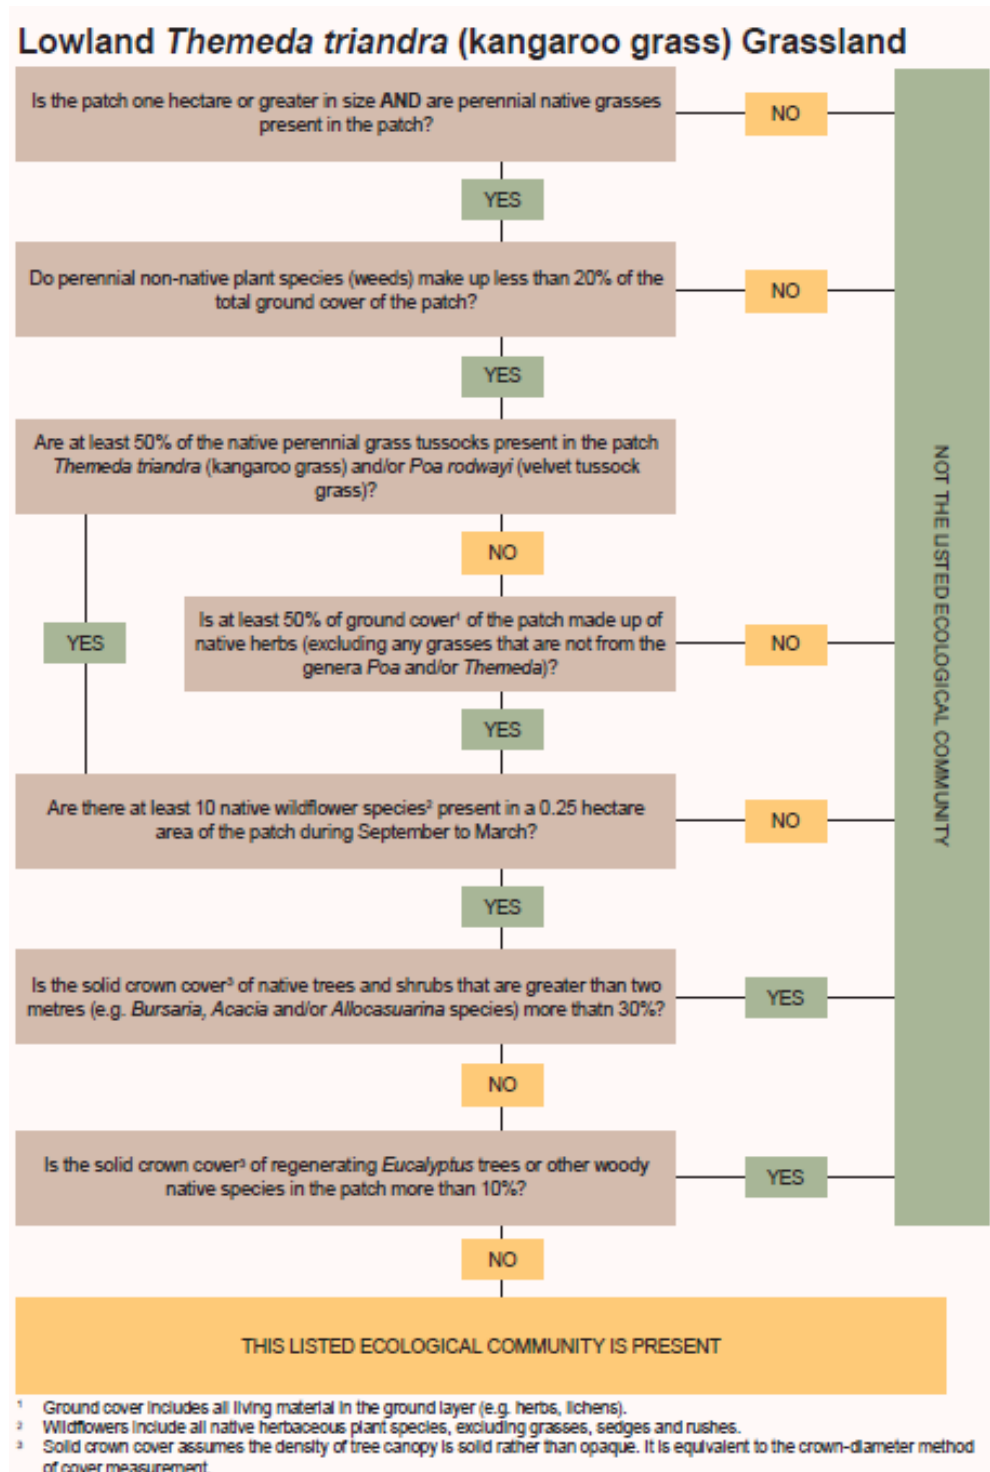 Lowland Themeda triandra (kangaroo grass) Grassland
Is the patch one hectare or greater in size AND are perennial native grasses
present in the patch?
NO
YES
Do perennial non-native plant species (weeds) make up less than 20% of the
total ground cover of the patch?
NO
YES
Are at least 50% of the native perennial grass tussocks present in the patch
Themeda triandra (kangaroo grass) and/or Poa rodwayi (velvet tussock
grass)?
NO
YES
Is at least 50% of ground cover¹ of the patch made up of
native herbs (excluding any grasses that are not from the
genera Poa and/or Themeda)?
NO
YES
Are there at least 10 native wildflower species² present in a 0.25 hectare
area of the patch during September to March?
NO
YES
Is the solid crown cover³ of native trees and shrubs that are greater than two
metres (e.g. Bursaria, Acacia and/or Allocasuarina species) more thatn 30%?
YES
NO
Is the solid crown cover³ of regenerating Eucalyptus trees or other woody
native species in the patch more than 10%?
YES
NO
NOT THE LISTED ECOLOGICAL COMMUNITY
THIS LISTED ECOLOGICAL COMMUNITY IS PRESENT
¹ Ground cover includes all living material in the ground layer (e.g. herbs, lichens).
² Wildflowers include all native herbaceous plant species, excluding grasses, sedges and rushes.
³ Solid crown cover assumes the density of tree canopy is solid rather than opaque. It is equivalent to the crown-diameter method
of cover measurement.